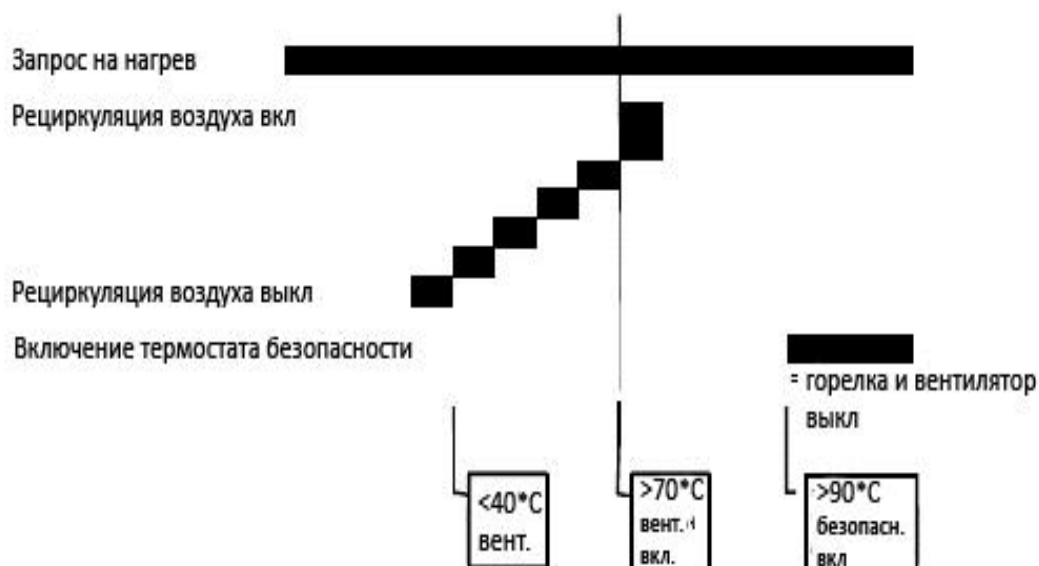 Запрос на нагрев
Рециркуляция воздуха вкл
Рециркуляция воздуха выкл
Включение термостата безопасности
= горелка и вентилятор
выкл
<40*C
вент.
>70*C
вент.
вкл.
>90*C
безопасн.
вкл